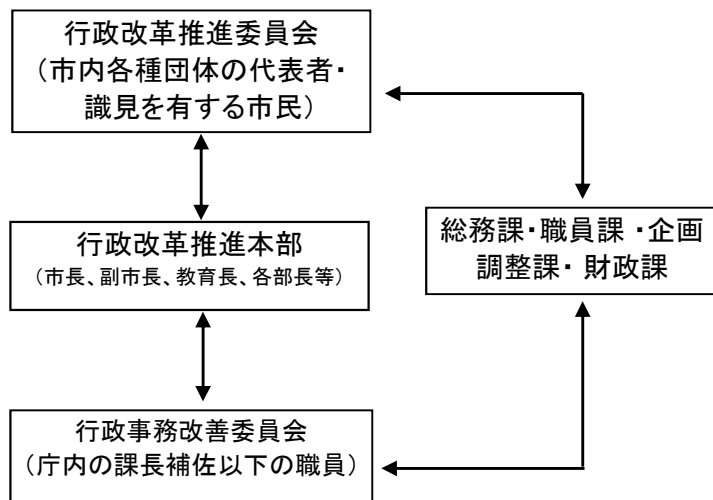 行政改革推進委員会
（市内各種団体の代表者・
識見を有する市民）
行政改革推進本部
（市長、副市長、教育長、各部長等）
総務課・職員課・企画
調整課・財政課
行政事務改善委員会
（庁内の課長補佐以下の職員）